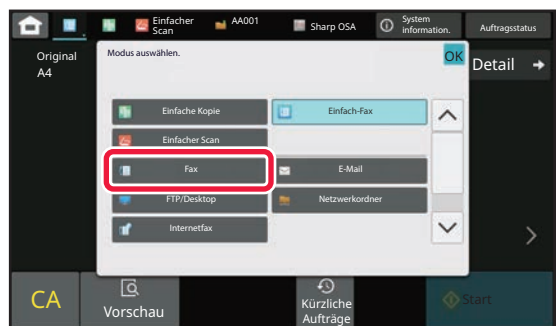 Einfacher Scan
AA001
Sharp OSA
System information.
Auftragsstatus
Original
A4
Modus auswählen.
OK
Detail
Einfache Kopie
Einfach-Fax
Einfacher Scan
Fax
E-Mail
FTP/Desktop
Netzwerkordner
Internetfax
CA
Vorschau
Kürzliche
Aufträge
Start